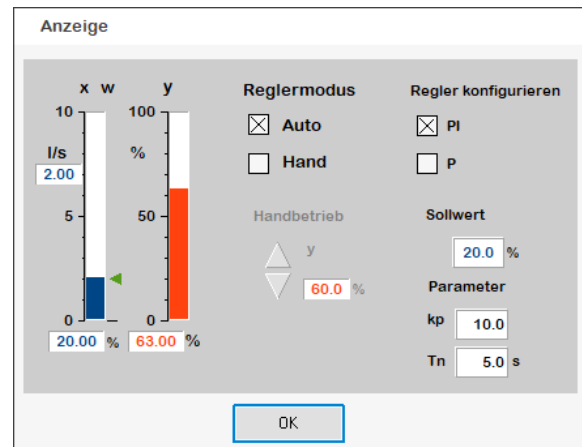 Anzeige
x w y
Reglermodus
Regler konfigurieren
10 100
Auto
PI
l/s %
Hand
P
2.00
5 50
Handbetrieb
Sollwert
y
20.0 %
60.0 %
Parameter
kp 10.0
0 0
20.00 % 63.00 %
Tn 5.0 s
OK